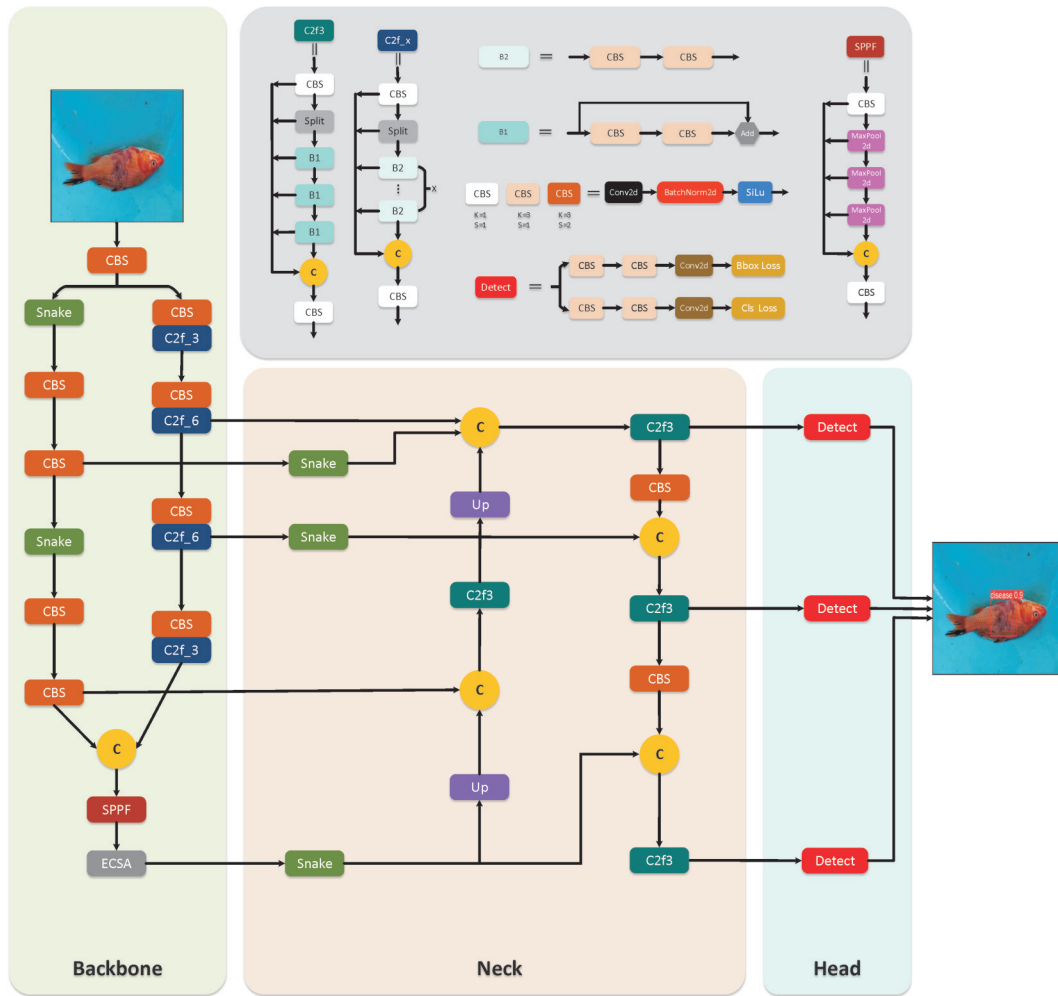 C2f3
CBS
Split
B1
B1
B1
C
CBS
C2f_x
CBS
Split
B2
B2
X
C
CBS
B2
CBS
CBS
B1
CBS
CBS
Add
CBS
CBS
CBS
Conv2d
BatchNorm2d
SiLu
K=1
S=1
K=3
S=1
K=3
S=2
Detect
CBS
CBS
Conv2d
Bbox Loss
CBS
CBS
Conv2d
Cls Loss
SPPF
CBS
MaxPool
2d
MaxPool
2d
MaxPool
2d
C
CBS
CBS
Snake
CBS
C2f_3
CBS
CBS
C2f_6
CBS
CBS
C2f_6
Snake
CBS
CBS
C2f_3
CBS
C
SPPF
ECSA
Backbone
C
C2f3
Snake
CBS
Up
Snake
C
C2f3
C2f3
CBS
C
C
Up
Snake
C2f3
Neck
Detect
Detect
Detect
Head
disease 0.9